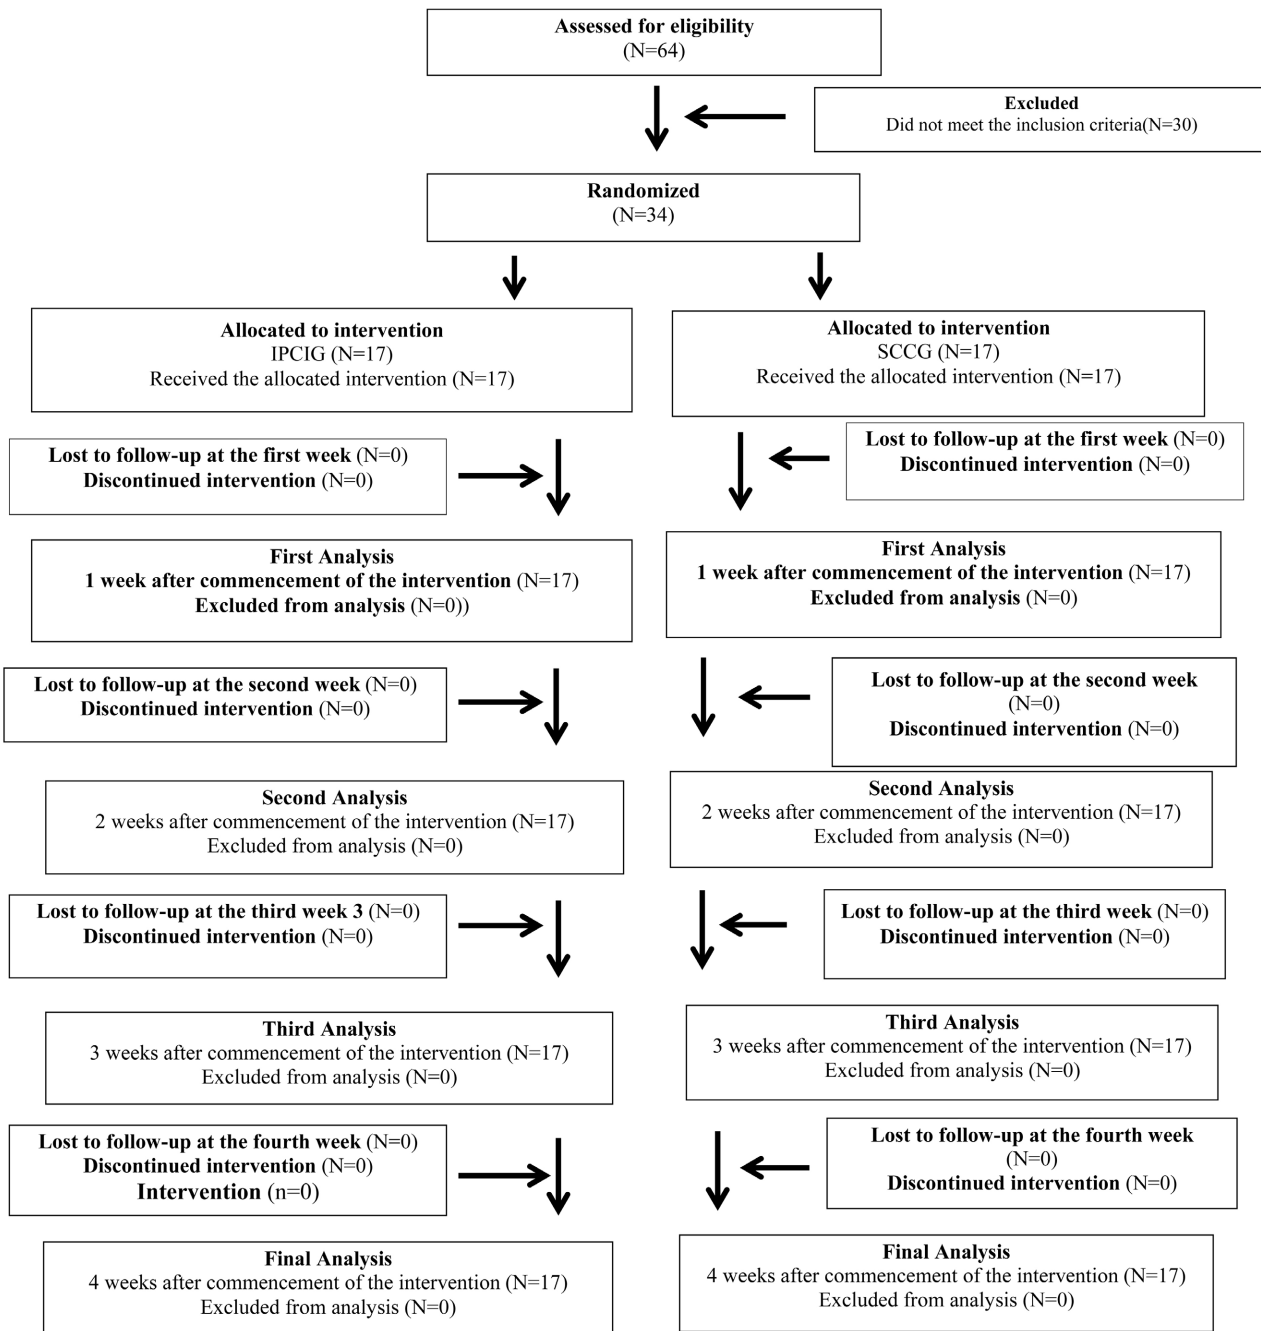 Assessed for eligibility
(N=64)
Excluded
Did not meet the inclusion criteria(N=30)
Randomized
(N=34)
Allocated to intervention
IPCIG (N=17)
Received the allocated intervention (N=17)
Allocated to intervention
SCCG (N=17)
Received the allocated intervention (N=17)
Lost to follow-up at the first week (N=0)
Discontinued intervention (N=0)
Lost to follow-up at the first week (N=0)
Discontinued intervention (N=0)
First Analysis
1 week after commencement of the intervention (N=17)
Excluded from analysis (N=0))
First Analysis
1 week after commencement of the intervention (N=17)
Excluded from analysis (N=0)
Lost to follow-up at the second week (N=0)
Discontinued intervention (N=0)
Lost to follow-up at the second week
(N=0)
Discontinued intervention (N=0)
Second Analysis
2 weeks after commencement of the intervention (N=17)
Excluded from analysis (N=0)
Second Analysis
2 weeks after commencement of the intervention (N=17)
Excluded from analysis (N=0)
Lost to follow-up at the third week 3 (N=0)
Discontinued intervention (N=0)
Lost to follow-up at the third week (N=0)
Discontinued intervention (N=0)
Third Analysis
3 weeks after commencement of the intervention (N=17)
Excluded from analysis (N=0)
Third Analysis
3 weeks after commencement of the intervention (N=17)
Excluded from analysis (N=0)
Lost to follow-up at the fourth week (N=0)
Discontinued intervention (N=0)
Intervention (n=0)
Lost to follow-up at the fourth week
(N=0)
Discontinued intervention (N=0)
Final Analysis
4 weeks after commencement of the intervention (N=17)
Excluded from analysis (N=0)
Final Analysis
4 weeks after commencement of the intervention (N=17)
Excluded from analysis (N=0)